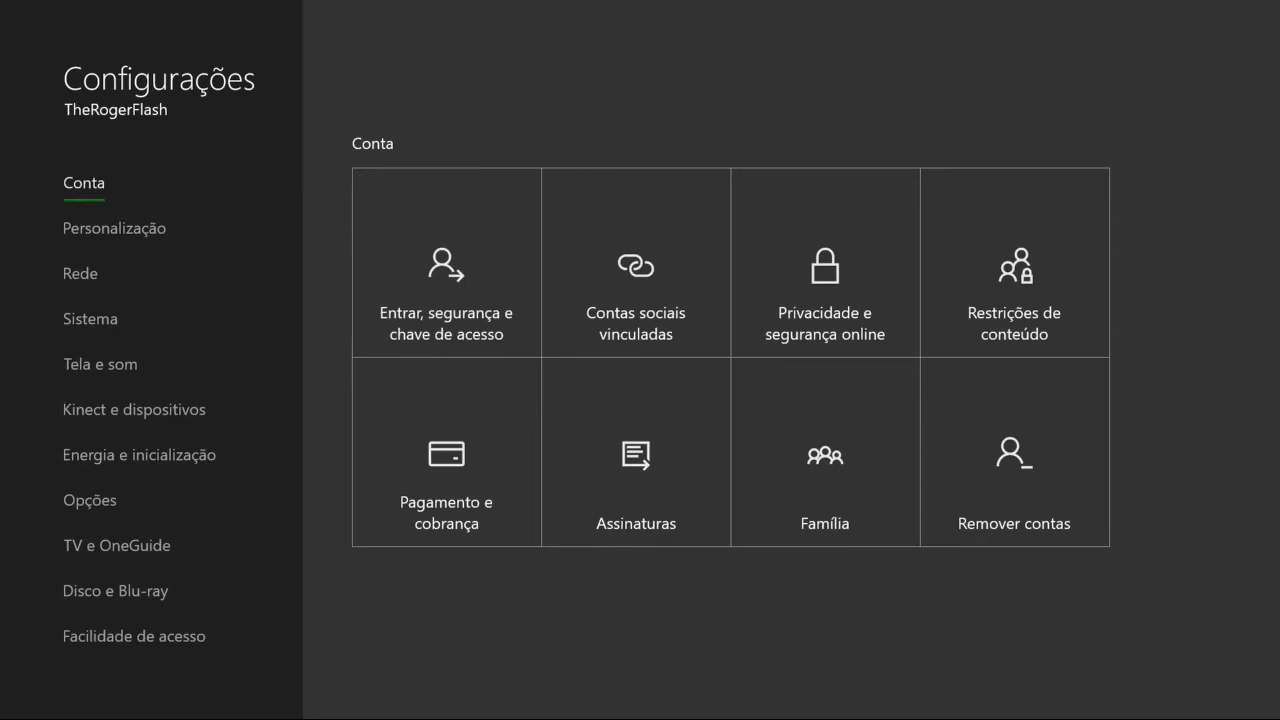 Configurações
TheRogerFlash
Conta
Personalização
Rede
Sistema
Tela e som
Kinect e dispositivos
Energia e inicialização
Opções
TV e OneGuide
Disco e Blu-ray
Facilidade de acesso
Conta
Entrar, segurança e
chave de acesso
Contas sociais
vinculadas
Privacidade e
segurança online
Restrições de
conteúdo
Pagamento e
cobrança
Assinaturas
Família
Remover contas